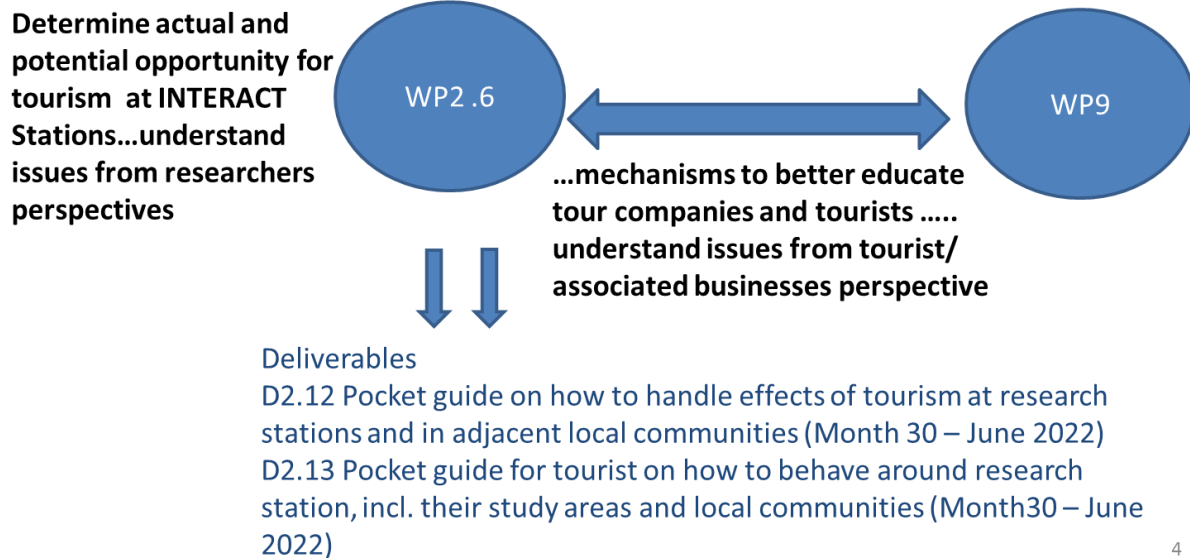 Determine actual and
potential opportunity for
tourism at INTERACT
Stations...understand
issues from researchers
perspectives
WP2 .6
WP9
...mechanisms to better educate
tour companies and tourists .....
understand issues from tourist/
associated businesses perspective
Deliverables
D2.12 Pocket guide on how to handle effects of tourism at research
stations and in adjacent local communities (Month 30 – June 2022)
D2.13 Pocket guide for tourist on how to behave around research
station, incl. their study areas and local communities (Month30 – June
2022)
4